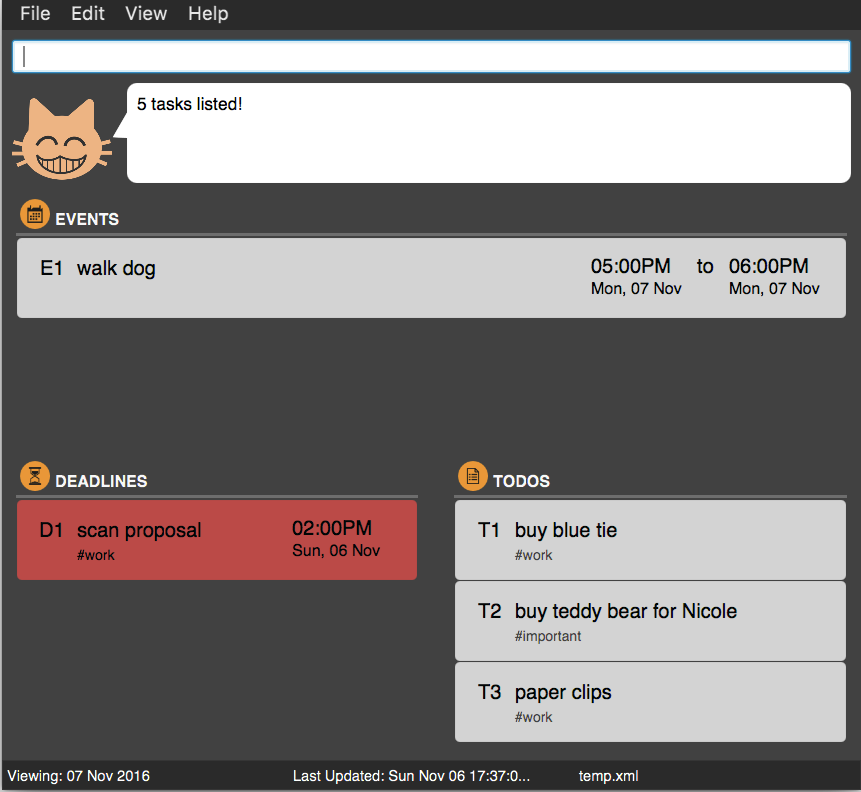 File Edit View Help
5 tasks listed!
EVENTS
E1 walk dog 05:00PM to 06:00PM
Mon, 07 Nov Mon, 07 Nov
DEADLINES
D1 scan proposal 02:00PM
#work Sun, 06 Nov
TODOS
T1 buy blue tie
#work
T2 buy teddy bear for Nicole
#important
T3 paper clips
#work
Viewing: 07 Nov 2016 Last Updated: Sun Nov 06 17:37:0... temp.xml